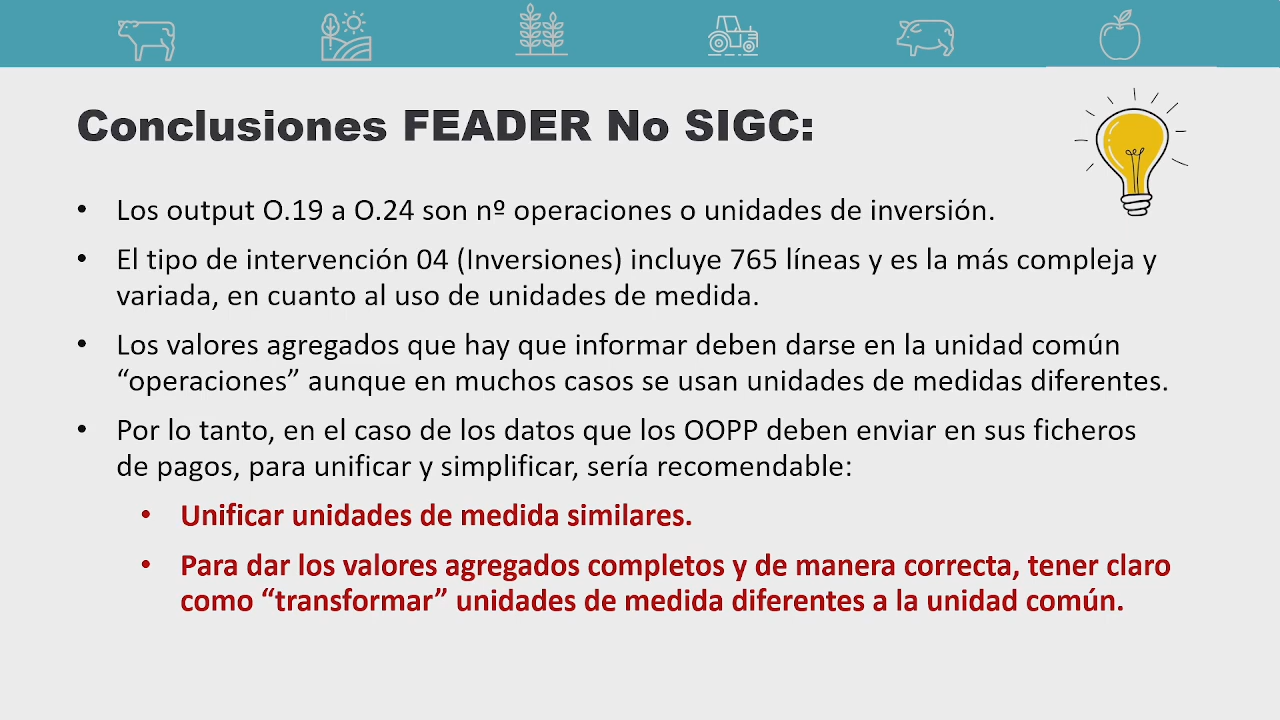 Conclusiones FEADER No SIGC:
• Los output O.19 a O.24 son nº operaciones o unidades de inversión.
• El tipo de intervención 04 (Inversiones) incluye 765 líneas y es la más compleja y
variada, en cuanto al uso de unidades de medida.
• Los valores agregados que hay que informar deben darse en la unidad común
“operaciones” aunque en muchos casos se usan unidades de medidas diferentes.
• Por lo tanto, en el caso de los datos que los OOPP deben enviar en sus ficheros
de pagos, para unificar y simplificar, sería recomendable:
• Unificar unidades de medida similares.
• Para dar los valores agregados completos y de manera correcta, tener claro
como “transformar” unidades de medida diferentes a la unidad común.